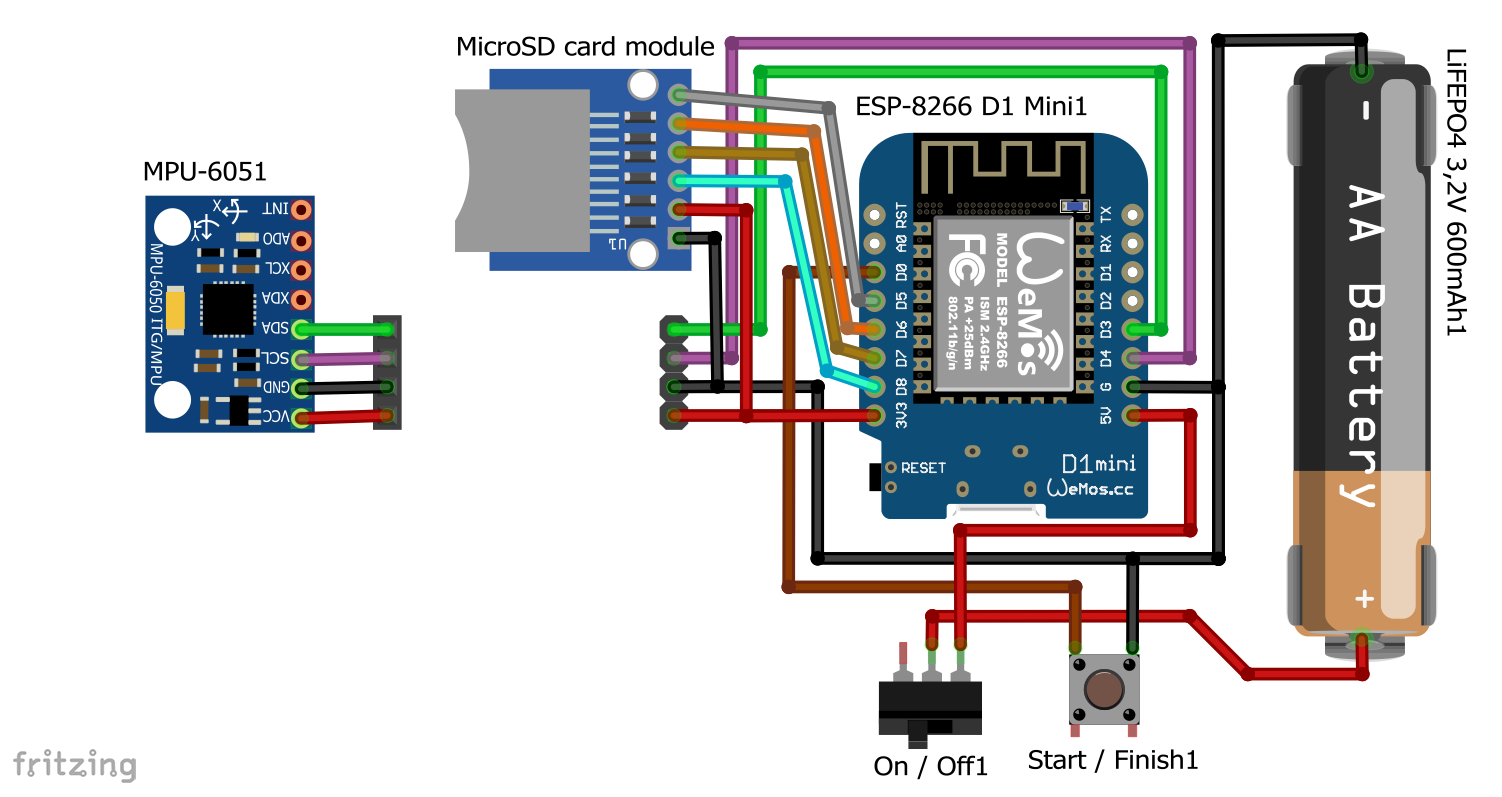 MicroSD card module
ESP-8266 D1 Mini1
MPU-6051
LiFEPO4 3,2V 600mAh1
X
Y
INT
ADO
XCL
XDA
SDA
SCL
GND
VCC
MPU-6050 ITG/MPU
U1
RST
A0
D0
D5
D6
D7
D8
3V3
TX
RX
D1
D2
D3
D4
G
5V
WeMos
FC
MODEL ESP-8266
ISM 2.4GHz
PA +25dBm
802.11b/g/n
RESET
D1mini
WeMos.cc
- AA Battery +
On / Off1
Start / Finish1
fritzing